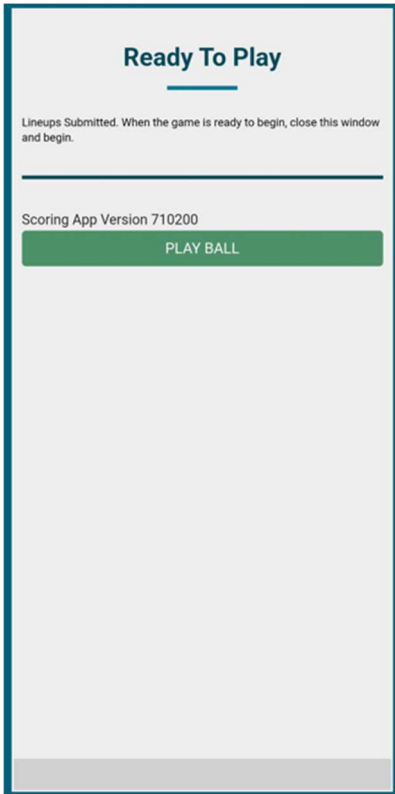 Ready To Play
Lineups Submitted. When the game is ready to begin, close this window
and begin.
Scoring App Version 710200
PLAY BALL